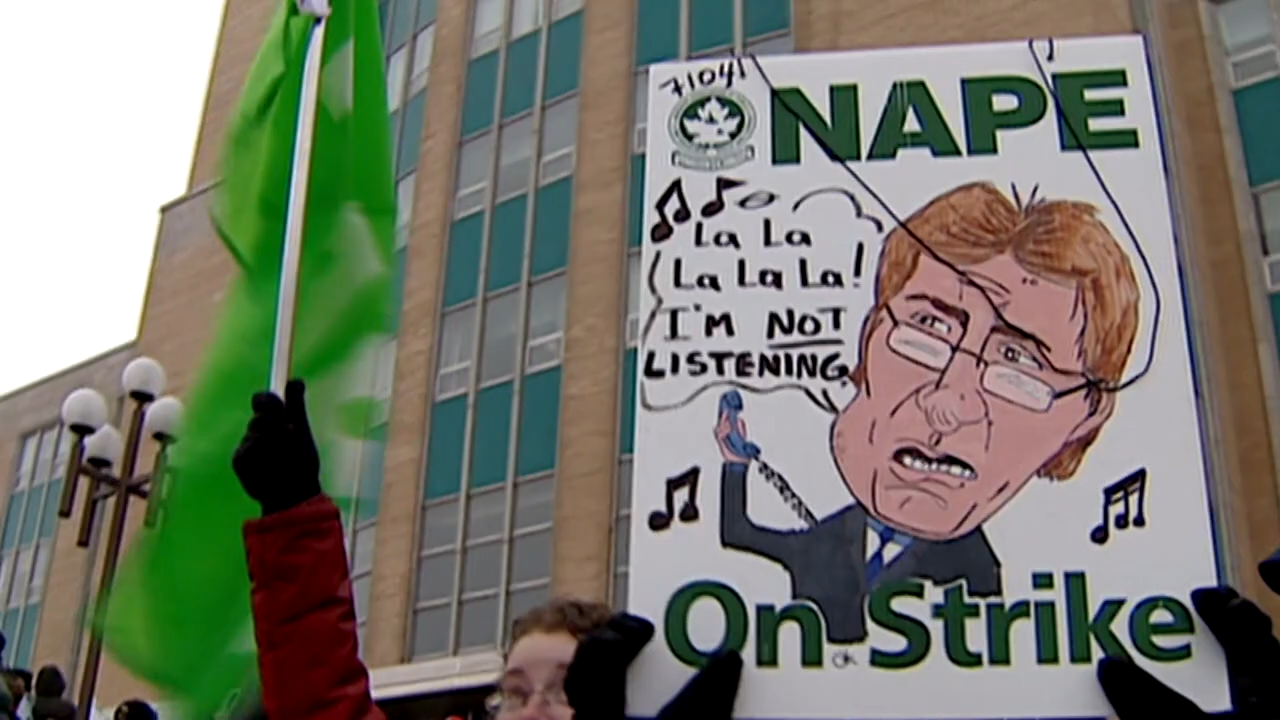 7104
NAPE
La La
La La La!
I'M NOT
LISTENING
On Strike